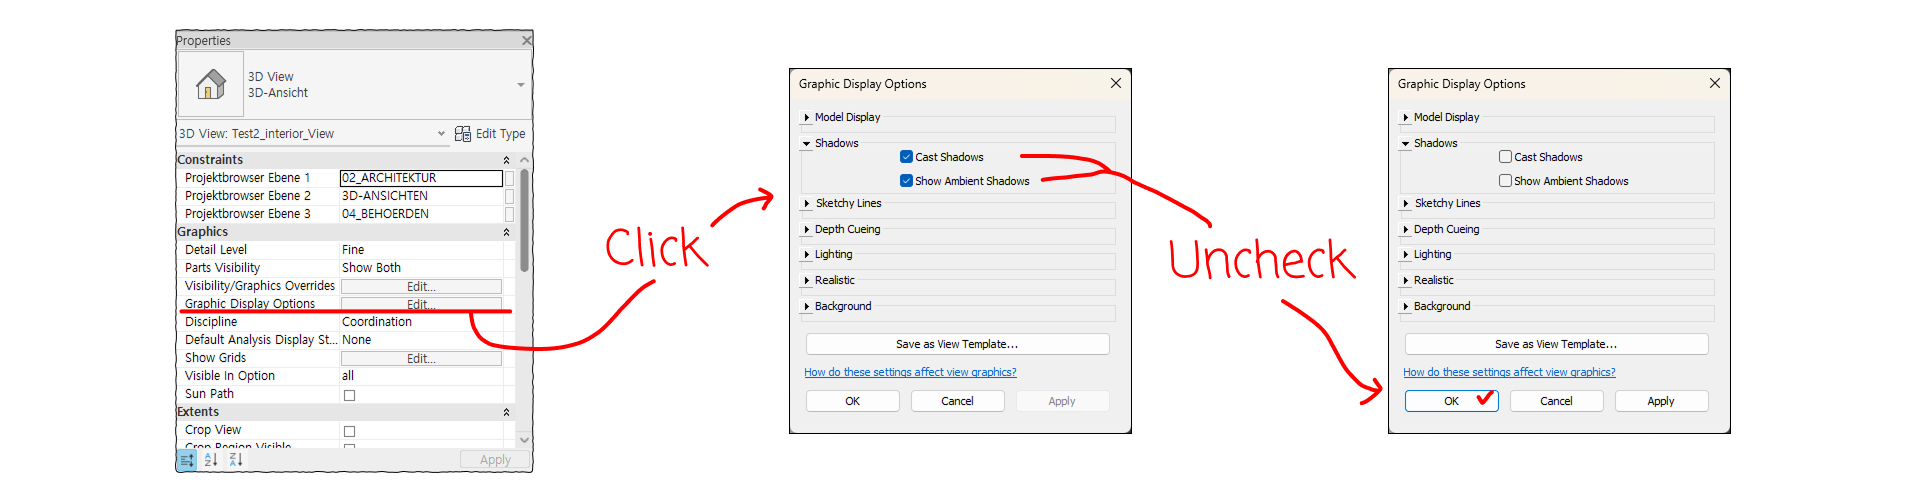 Properties
3D View
3D-Ansicht
3D View: Test2_interior_View
Edit Type
Constraints
Projektbrowser Ebene 1 02_ARCHITEKTUR
Projektbrowser Ebene 2 3D-ANSICHTEN
Projektbrowser Ebene 3 04_BEHOERDEN
Graphics
Detail Level Fine
Parts Visibility Show Both
Visibility/Graphics Overrides Edit...
Graphic Display Options Edit...
Discipline Coordination
Default Analysis Display St... None
Show Grids Edit...
Visible In Option all
Sun Path
Extents
Crop View
Crop Region Visible
Apply
Click
Graphic Display Options
Model Display
Shadows
Cast Shadows
Show Ambient Shadows
Sketchy Lines
Depth Cueing
Lighting
Realistic
Background
Save as View Template...
How do these settings affect view graphics?
OK Cancel Apply
Uncheck
Graphic Display Options
Model Display
Shadows
Cast Shadows
Show Ambient Shadows
Sketchy Lines
Depth Cueing
Lighting
Realistic
Background
Save as View Template...
How do these settings affect view graphics?
OK Cancel Apply